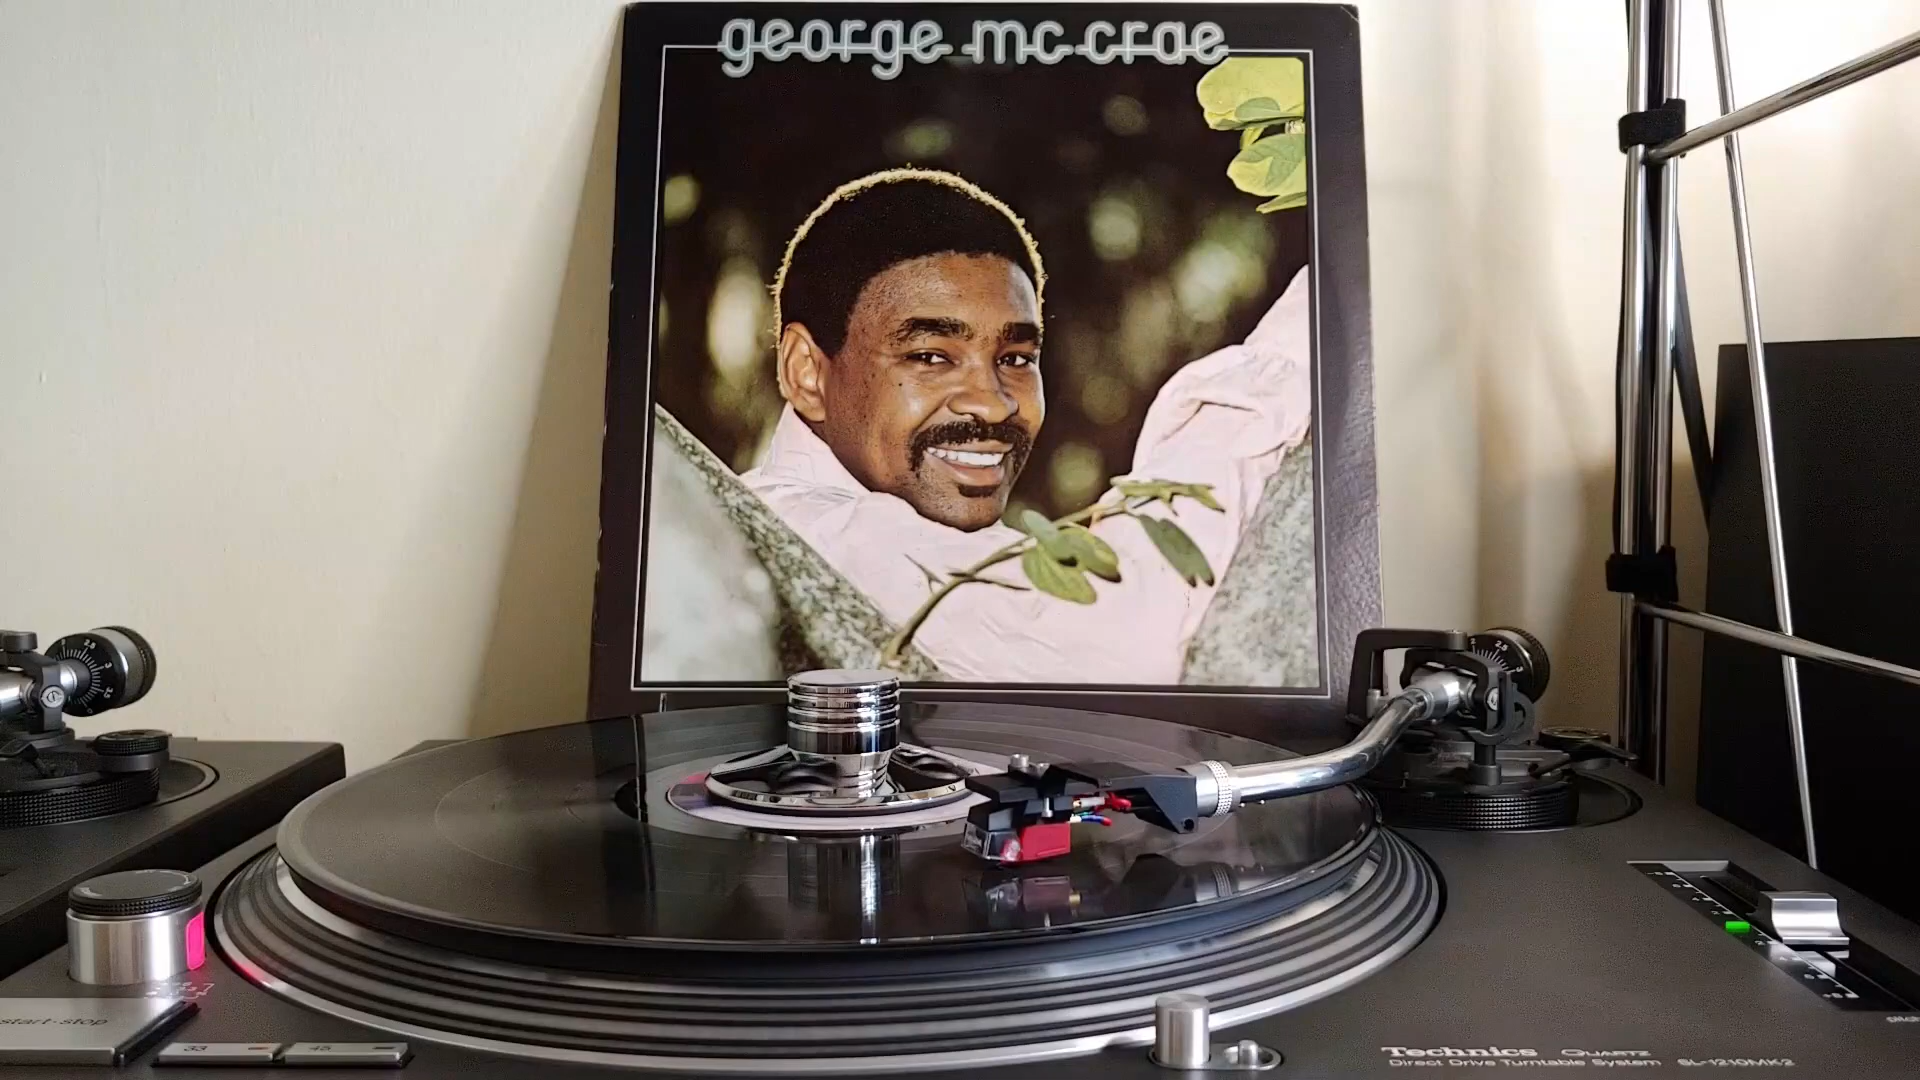 george mc crae
start·stop
33
45
Technics QUARTZ
Direct Drive Turntable System SL-1210MK2